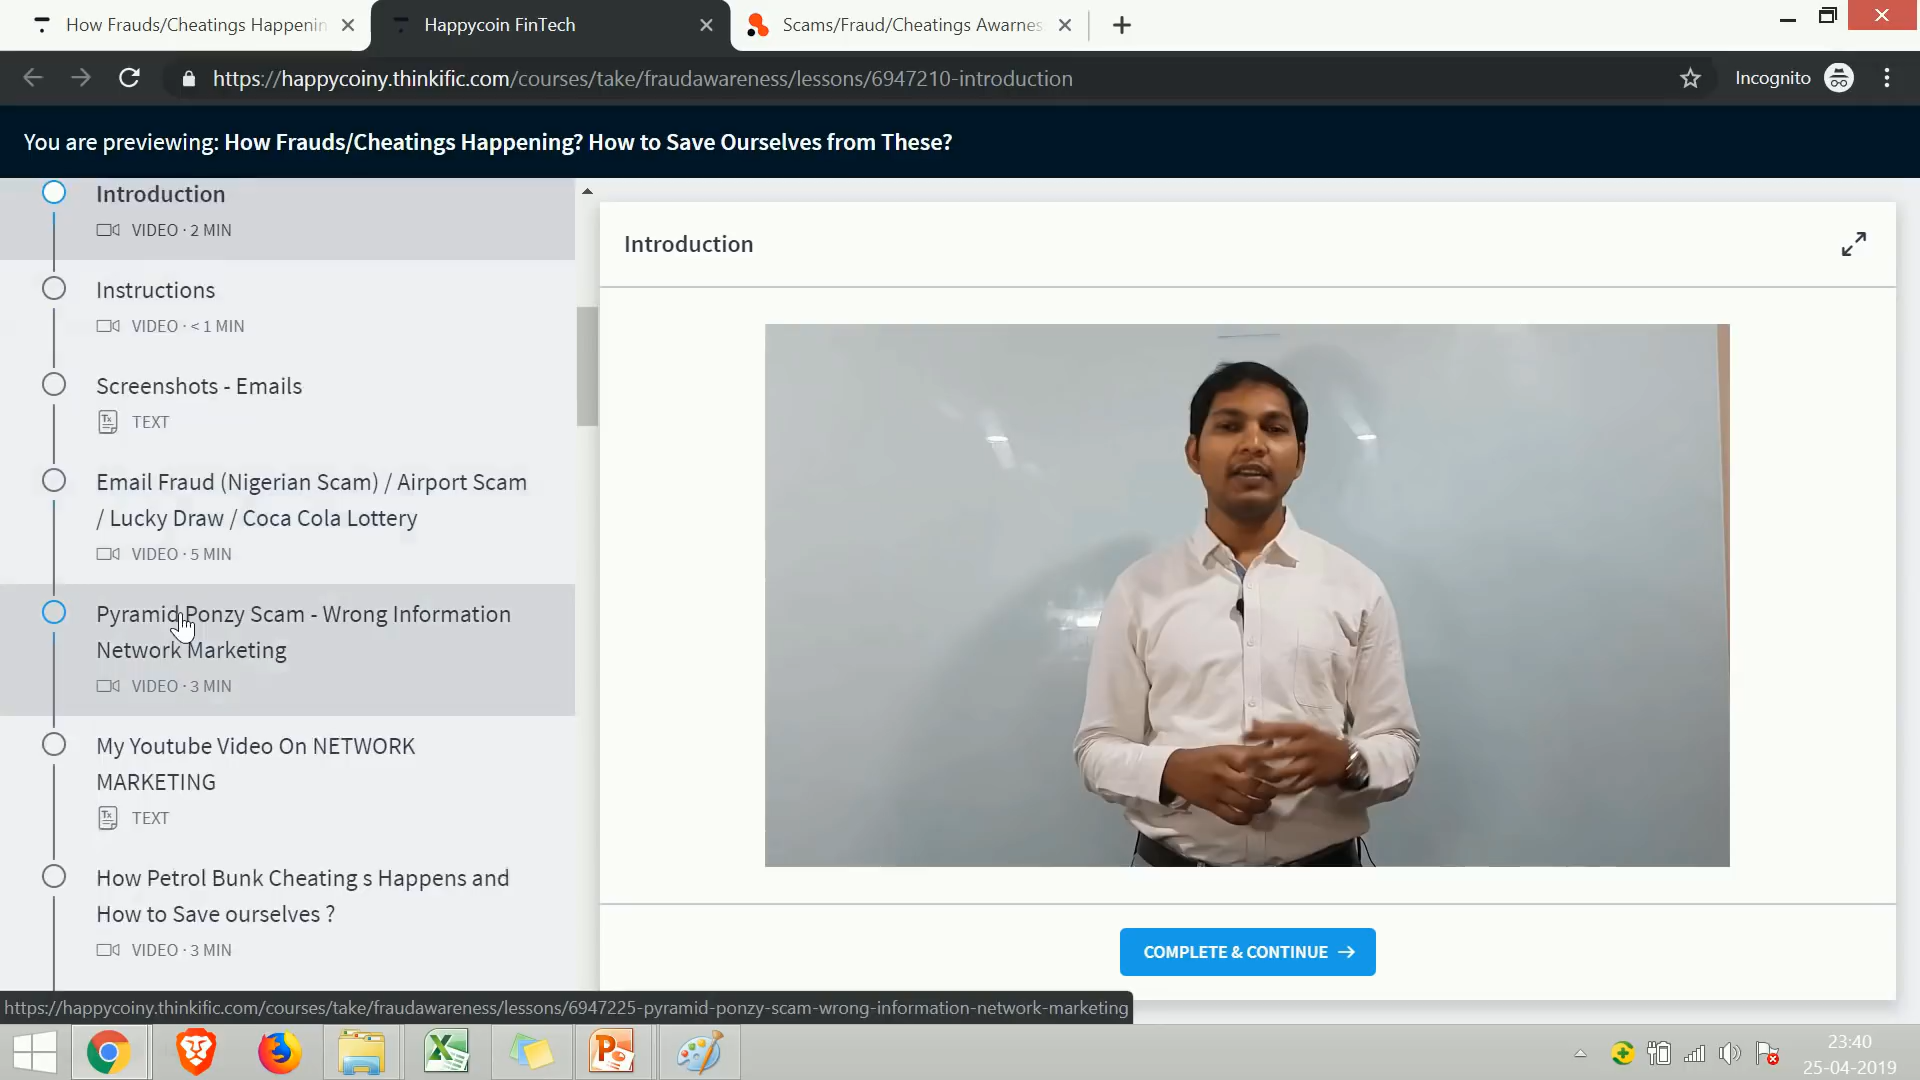 How Frauds/Cheatings Happenin
Happycoin FinTech
Scams/Fraud/Cheatings Awarnes
https://happycoiny.thinkific.com/courses/take/fraudawareness/lessons/6947210-introduction
Incognito
You are previewing: How Frauds/Cheatings Happening? How to Save Ourselves from These?
Introduction
VIDEO · 2 MIN
Instructions
VIDEO · < 1 MIN
Screenshots - Emails
TEXT
Email Fraud (Nigerian Scam) / Airport Scam
/ Lucky Draw / Coca Cola Lottery
VIDEO · 5 MIN
Pyramid Ponzy Scam - Wrong Information
Network Marketing
VIDEO · 3 MIN
My Youtube Video On NETWORK
MARKETING
TEXT
How Petrol Bunk Cheating s Happens and
How to Save ourselves ?
VIDEO · 3 MIN
Introduction
COMPLETE & CONTINUE
https://happycoiny.thinkific.com/courses/take/fraudawareness/lessons/6947225-pyramid-ponzy-scam-wrong-information-network-marketing
23:40
25-04-2019